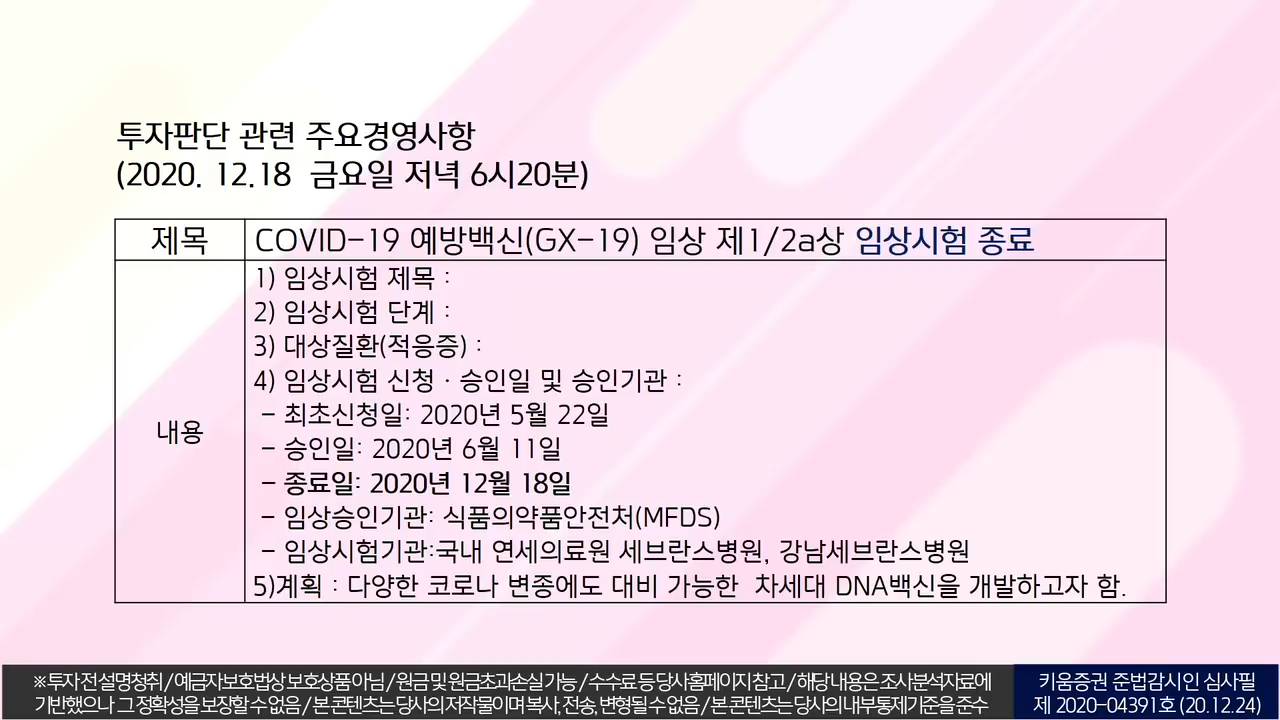 투자판단 관련 주요경영사항
(2020. 12.18 금요일 저녁 6시20분)
제목 COVID-19 예방백신(GX-19) 임상 제1/2a상 임상시험 종료
1) 임상시험 제목 :
2) 임상시험 단계 :
3) 대상질환(적응증) :
4) 임상시험 신청 · 승인일 및 승인기관 :
- 최초신청일: 2020년 5월 22일
내용
- 승인일: 2020년 6월 11일
- 종료일: 2020년 12월 18일
- 임상승인기관: 식품의약품안전처(MFDS)
- 임상시험기관:국내 연세의료원 세브란스병원, 강남세브란스병원
5)계획 : 다양한 코로나 변종에도 대비 가능한 차세대 DNA백신을 개발하고자 함.
※투자 전 설명청취 / 예금자보호법상 보호상품 아님 / 원금 및 원금초과손실 가능 / 수수료 등 당사홈페이지 참고 / 해당 내용은 조사분석자료에
기반했으나 그 정확성을 보장할 수 없음 / 본 콘텐츠는 당사의 저작물이며 복사, 전송, 변형될 수 없음 / 본 콘텐츠는 당사의 내부통제기준을 준수
키움증권 준법감시인 심사필
제 2020-04391호 (20.12.24)